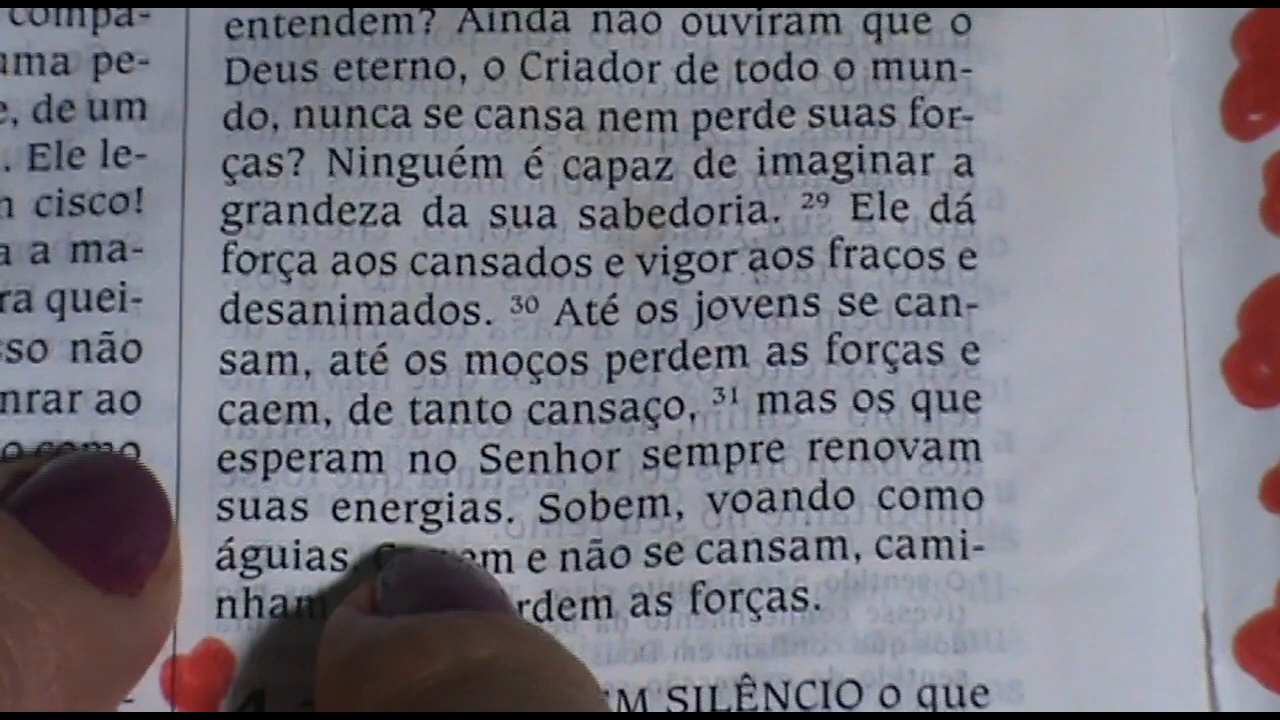 compa-
uma pe-
e, de um
. Ele le-
cisco!
a a ma-
ra quei-
sso não
nrar ao
o como
entendem? Ainda não ouviram que o
Deus eterno, o Criador de todo o mun-
do, nunca se cansa nem perde suas for-
ças? Ninguém é capaz de imaginar a
grandeza da sua sabedoria. 29 Ele dá
força aos cansados e vigor aos fracos e
desanimados. 30 Até os jovens se can-
sam, até os moços perdem as forças e
caem, de tanto cansaço, 31 mas os que
esperam no Senhor sempre renovam
suas energias. Sobem, voando como
águias. e não se cansam, cami-
nham rdem as forças.
EM SILÊNCIO o que